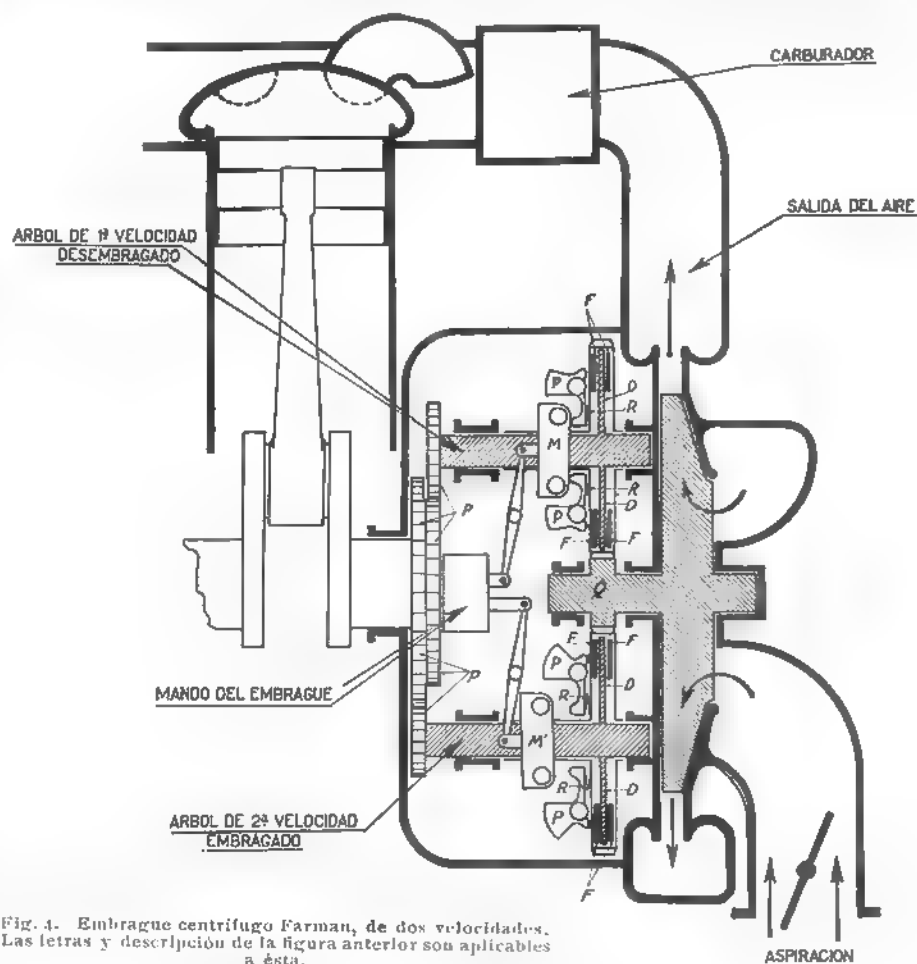 CARBURADOR
SALIDA DEL AIRE
ARBOL DE 1ª VELOCIDAD
DESEMBRAGADO
F
P
D
R
M
R
P
P
D
F
F
Q
F
F
P
D
MANDO DEL EMBRAGUE
P
R
M'
R
D
P
ARBOL DE 2ª VELOCIDAD
EMBRAGADO
F
Fig. 4. Embrague centrífugo Farman, de dos velocidades.
Las letras y descripción de la figura anterior son aplicables
a ésta.
ASPIRACION